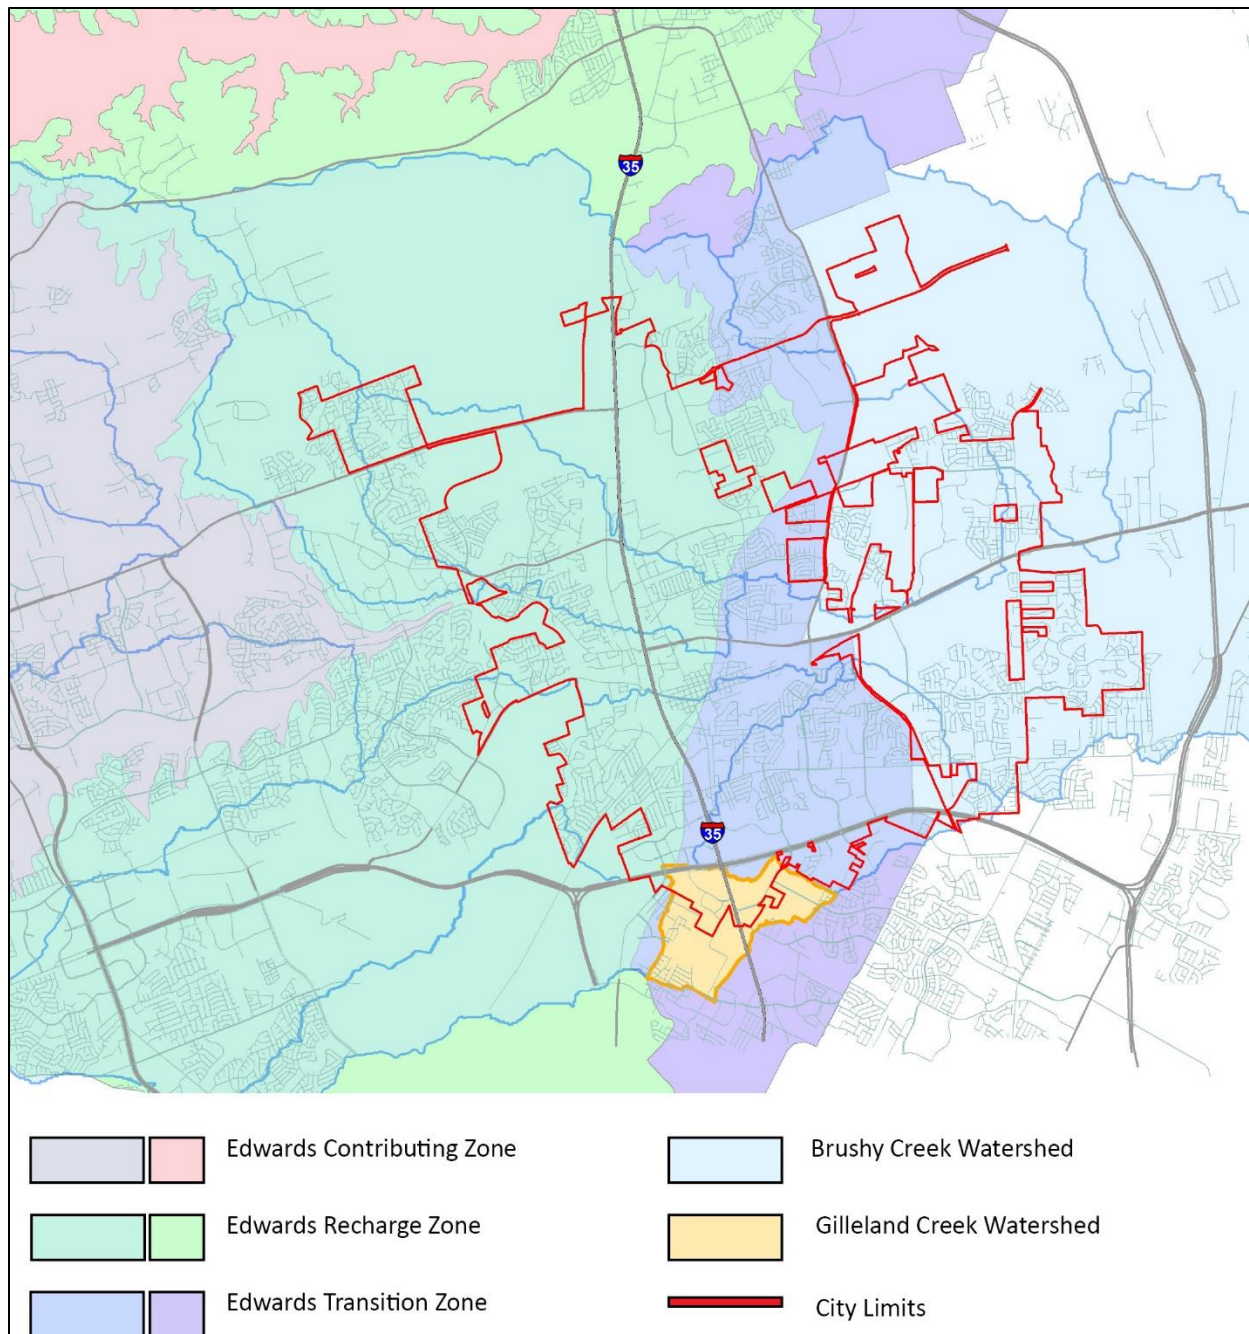 35
35
Edwards Contributing Zone
Brushy Creek Watershed
Edwards Recharge Zone
Gilleland Creek Watershed
Edwards Transition Zone
City Limits